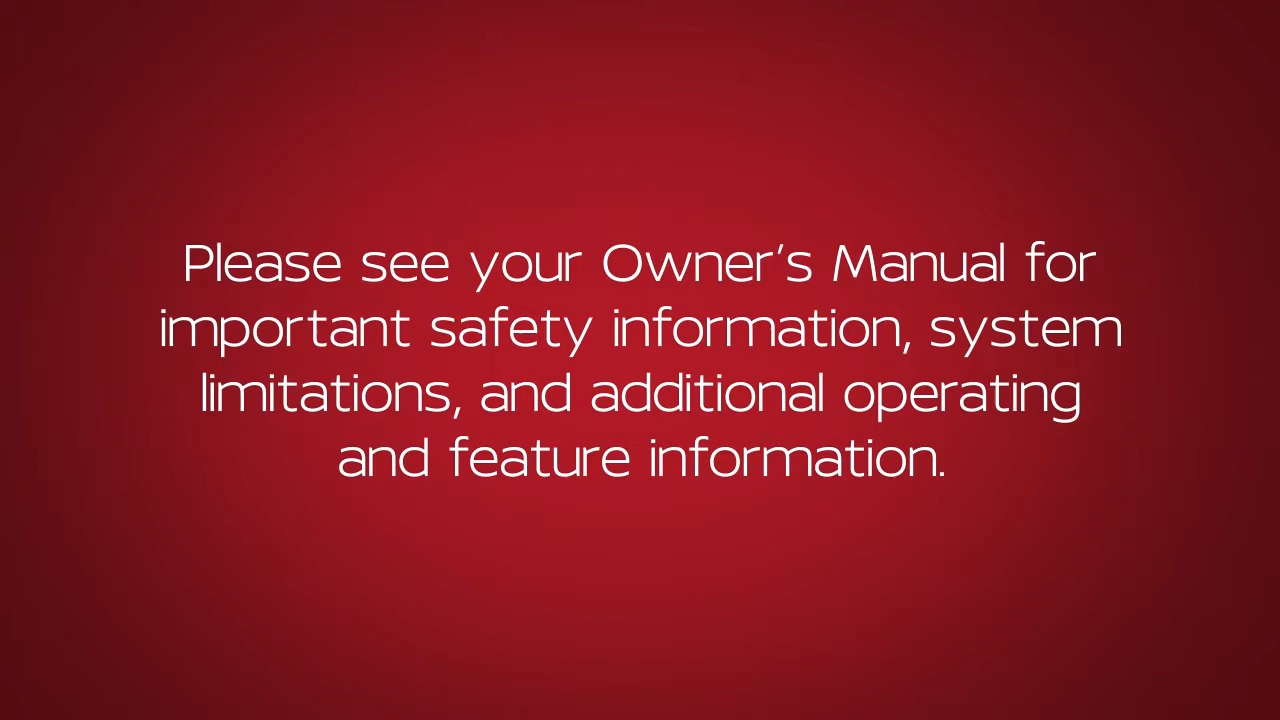 Please see your Owner’s Manual for
important safety information, system
limitations, and additional operating
and feature information.